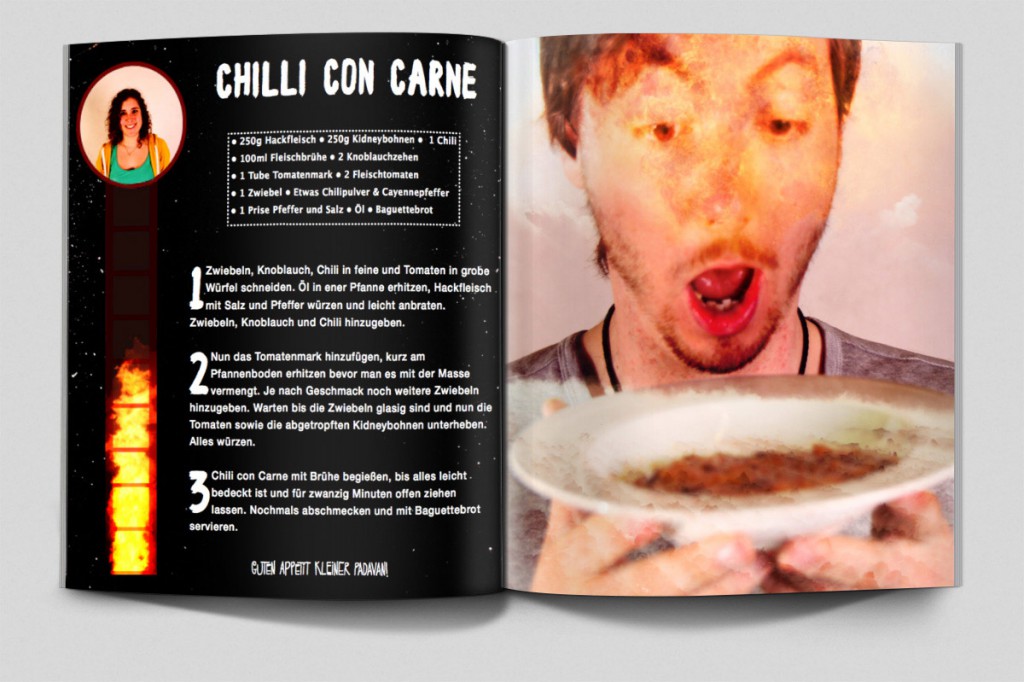 CHILLI CON CARNE
• 250g Hackfleisch • 250g Kidneybohnen • 1 Chili
• 100ml Fleischbrühe • 2 Knoblauchzehen
• 1 Tube Tomatenmark • 2 Fleischtomaten
• 1 Zwiebel • Etwas Chilipulver & Cayennepfeffer
• 1 Prise Pfeffer und Salz • Öl • Baguettebrot
1 Zwiebeln, Knoblauch, Chili in feine und Tomaten in grobe
Würfel schneiden. Öl in ener Pfanne erhitzen, Hackfleisch
mit Salz und Pfeffer würzen und leicht anbraten.
Zwiebeln, Knoblauch und Chili hinzugeben.
2 Nun das Tomatenmark hinzufügen, kurz am
Pfannenboden erhitzen bevor man es mit der Masse
vermengt. Je nach Geschmack noch weitere Zwiebeln
hinzugeben. Warten bis die Zwiebeln glasig sind und nun die
Tomaten sowie die abgetropften Kidneybohnen unterheben.
Alles würzen.
3 Chili con Carne mit Brühe begießen, bis alles leicht
bedeckt ist und für zwanzig Minuten offen ziehen
lassen. Nochmals abschmecken und mit Baguettebrot
servieren.
GUTEN APPETIT KLEINER PADAVAN!